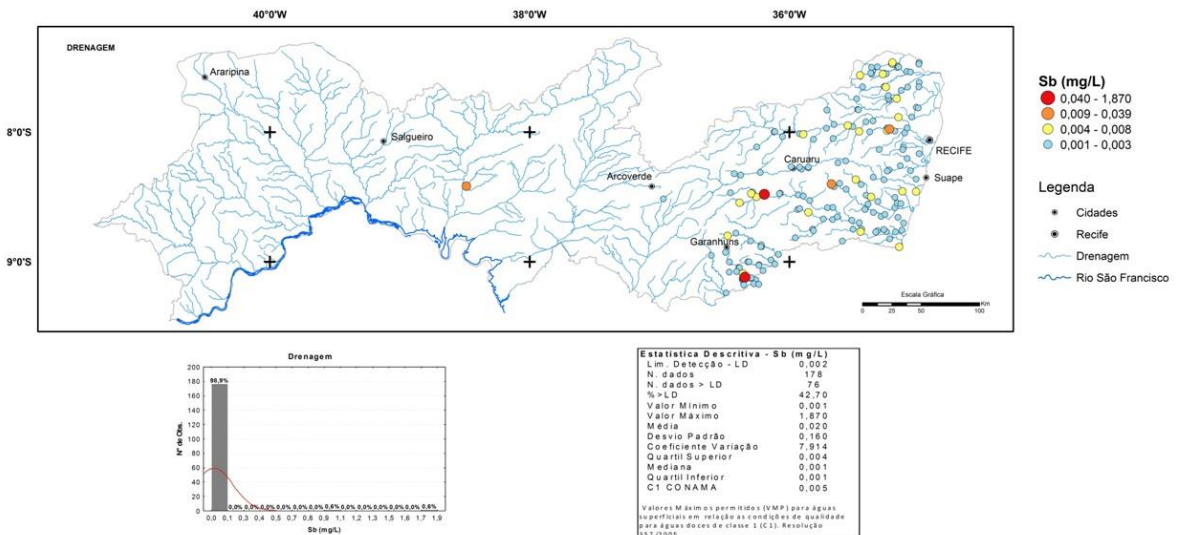 40°0'W 38°0'W 36°0'W
DRENAGEM
Araripina
8°0'S
Salgueiro
Arcoverde
Caruaru
RECIFE
Suape
Garanhuns
9°0'S
Escala Gráfica
Km
0 25 50 100
Sb (mg/L)
0,040 - 1,870
0,009 - 0,039
0,004 - 0,008
0,001 - 0,003
Legenda
Cidades
Recife
Drenagem
Rio São Francisco
Drenagem
N° de Obs.
200
180
160
140
120
100
80
60
40
20
0
98,9%
0,0% 0,0% 0,0% 0,0% 0,0% 0,0% 0,6% 0,0% 0,0% 0,0% 0,0% 0,6%
0,0 0,1 0,4 0,5 0,6 0,7 0,8 0,9 1,1 1,2 1,3 1,4 1,5 1,7 1,8 1,9
Sb (mg/L)
Estatística Descritiva - Sb (mg/L)
Lim. Detecção - LD 0,002
N. dados 178
N. dados > LD 76
%>LD 42,70
Valor Mínimo 0,001
Valor Máximo 1,870
Média 0,020
Desvio Padrão 0,160
Coeficiente Variação 7,914
Quartil Superior 0,004
Mediana 0,001
Quartil Inferior 0,001
C1 CONAMA 0,005
Valores Máximos permitidos (VMP) para águas
superficiais em relação as condições de qualidade
para águas doces de classe 1 (C1). Resolução
357/2005